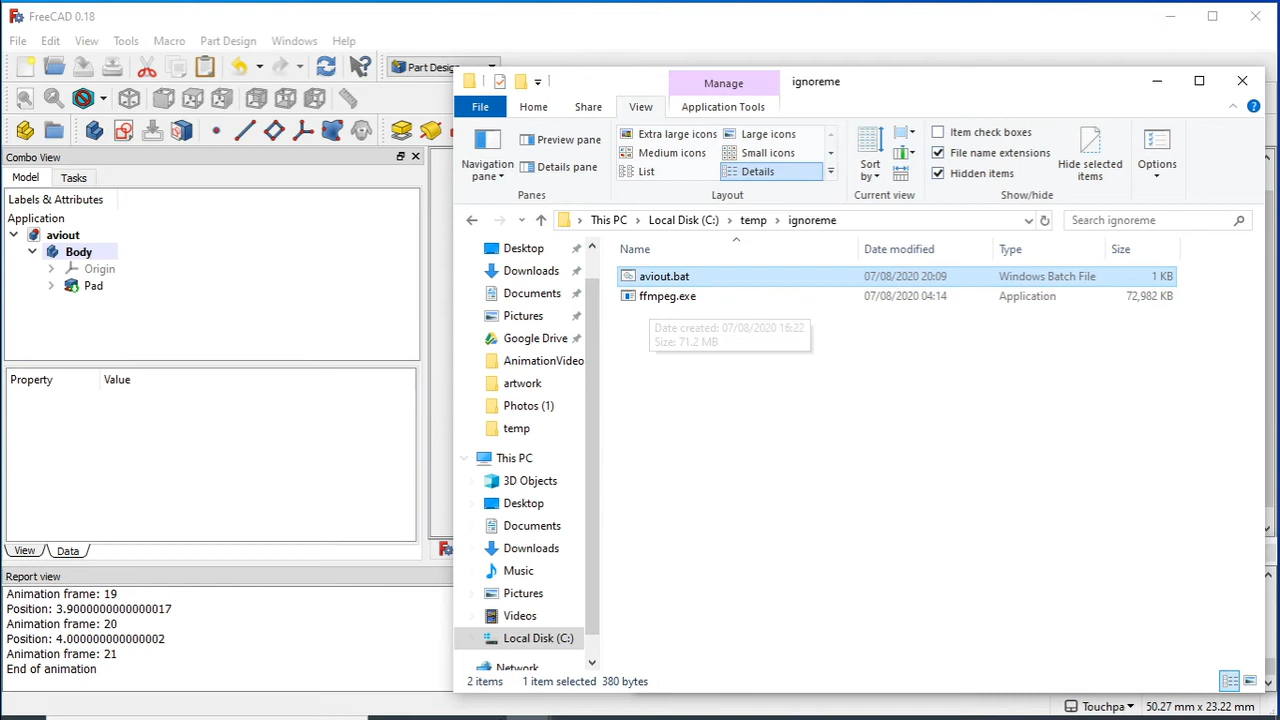 FreeCAD 0.18
File Edit View Tools Macro Part Design Windows Help
Part Desig
Combo View
Model Tasks
Labels & Attributes
Application
aviout
Body
Origin
Pad
Property Value
View Data
Report view
Animation frame: 19
Position: 3.9000000000000017
Animation frame: 20
Position: 4.000000000000002
Animation frame: 21
End of animation
Manage ignoreme
File Home Share View Application Tools
Navigation pane
Preview pane
Details pane
Panes
Extra large icons Large icons
Medium icons Small icons
List Details
Layout
Sort by
Current view
Item check boxes
File name extensions
Hidden items
Hide selected items
Show/hide
Options
This PC Local Disk (C:) temp ignoreme
Search ignoreme
Desktop
Downloads
Documents
Pictures
Google Drive
AnimationVideo
artwork
Photos (1)
temp
This PC
3D Objects
Desktop
Documents
Downloads
Music
Pictures
Videos
Local Disk (C:)
Network
Name Date modified Type Size
aviout.bat 07/08/2020 20:09 Windows Batch File 1 KB
ffmpeg.exe 07/08/2020 04:14 Application 72,982 KB
Date created: 07/08/2020 16:22
Size: 71.2 MB
2 items 1 item selected 380 bytes
Touchpa 50.27 mm x 23.22 mm